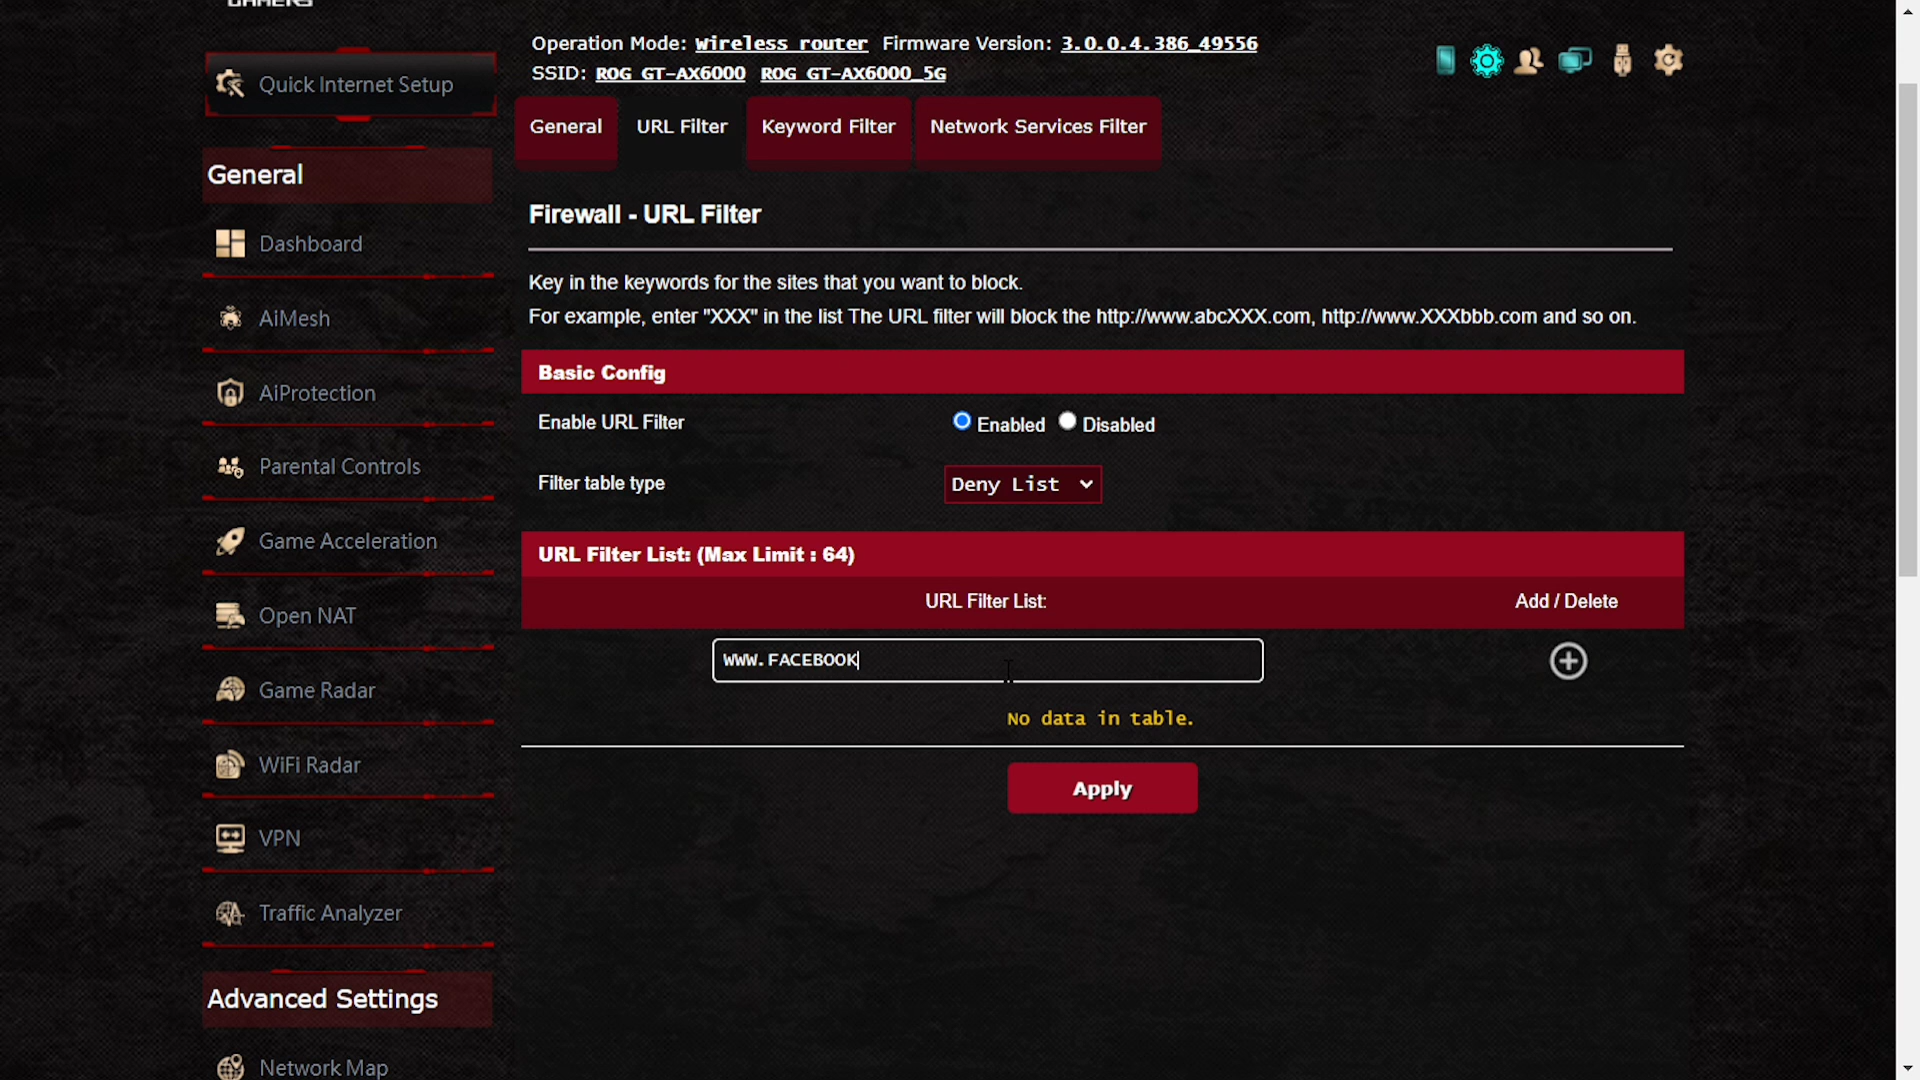 GAMERS
Operation Mode: Wireless router Firmware Version: 3.0.0.4.386_49556
SSID: ROG GT-AX6000 ROG GT-AX6000_5G
Quick Internet Setup
General URL Filter Keyword Filter Network Services Filter
General
Dashboard
AiMesh
AiProtection
Parental Controls
Game Acceleration
Open NAT
Game Radar
WiFi Radar
VPN
Traffic Analyzer
Advanced Settings
Network Map
Firewall - URL Filter
Key in the keywords for the sites that you want to block.
For example, enter "XXX" in the list The URL filter will block the http://www.abcXXX.com, http://www.XXXbbb.com and so on.
Basic Config
Enable URL Filter Enabled Disabled
Filter table type Deny List
URL Filter List: (Max Limit : 64)
URL Filter List: Add / Delete
WWW.FACEBOOK
No data in table.
Apply